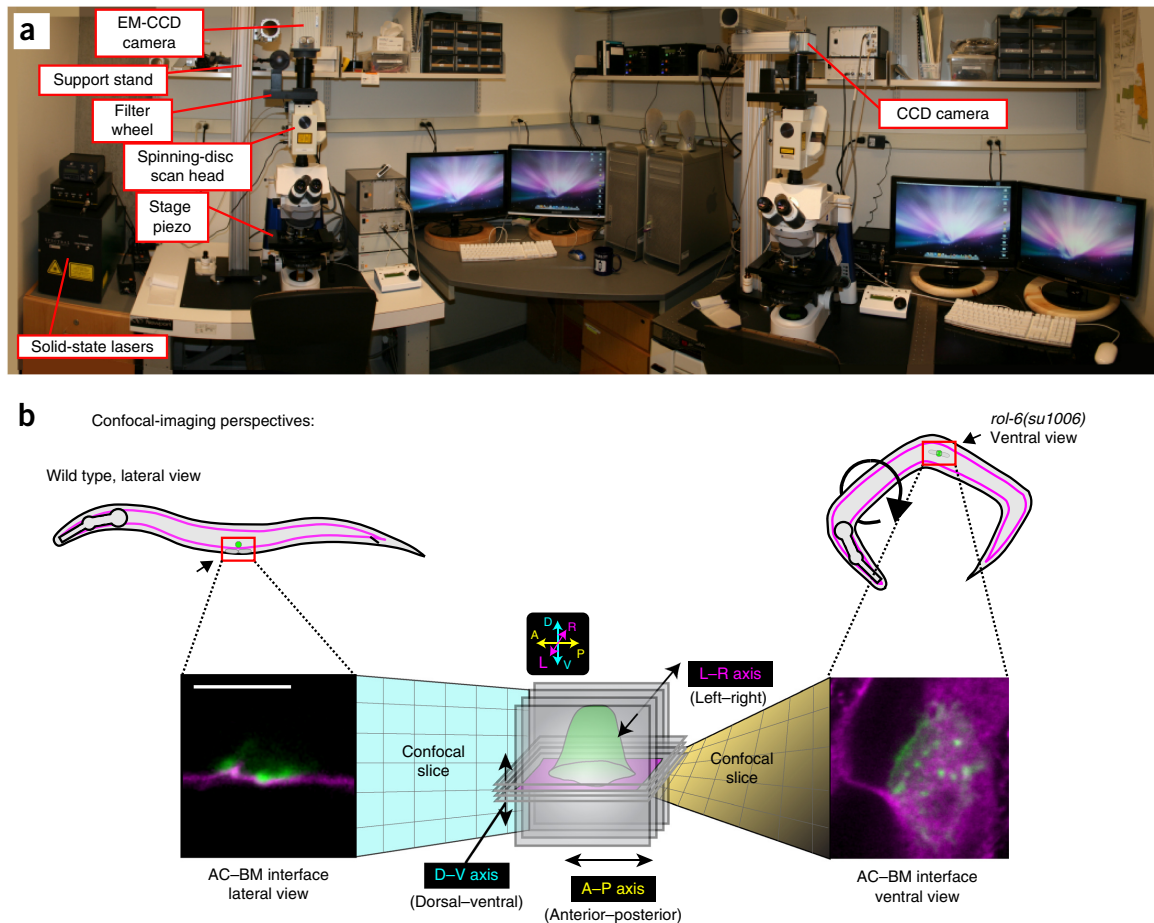 a
EM-CCD
camera
Support stand
Filter
wheel
Spinning-disc
scan head
Stage
piezo
Solid-state lasers
CCD camera
b
Confocal-imaging perspectives:
rol-6(su1006)
Ventral view
Wild type, lateral view
D
R
A
P
L
V
L–R axis
(Left–right)
Confocal
slice
Confocal
slice
AC–BM interface
lateral view
D–V axis
(Dorsal–ventral)
A–P axis
(Anterior–posterior)
AC–BM interface
ventral view